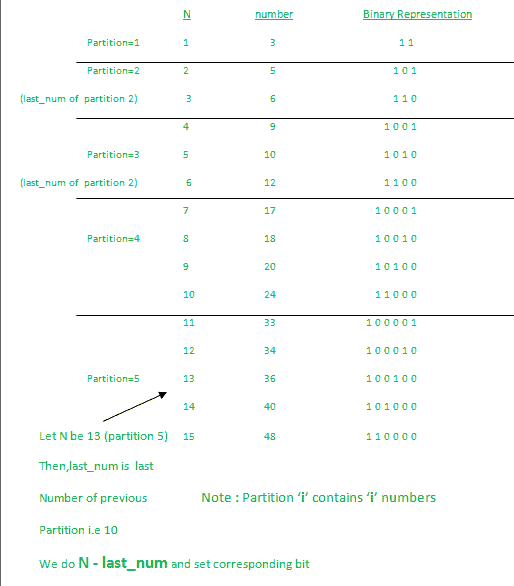 N number Binary Representation
Partition=1 1 3 1 1
Partition=2 2 5 1 0 1
(last_num of partition 2) 3 6 1 1 0
4 9 1 0 0 1
Partition=3 5 10 1 0 1 0
(last_num of partition 2) 6 12 1 1 0 0
7 17 1 0 0 0 1
Partition=4 8 18 1 0 0 1 0
9 20 1 0 1 0 0
10 24 1 1 0 0 0
11 33 1 0 0 0 0 1
12 34 1 0 0 0 1 0
Partition=5 13 36 1 0 0 1 0 0
14 40 1 0 1 0 0 0
Let N be 13 (partition 5) 15 48 1 1 0 0 0 0
Then,last_num is last
Number of previous Note : Partition ‘i’ contains ‘i’ numbers
Partition i.e 10
We do N - last_num and set corresponding bit